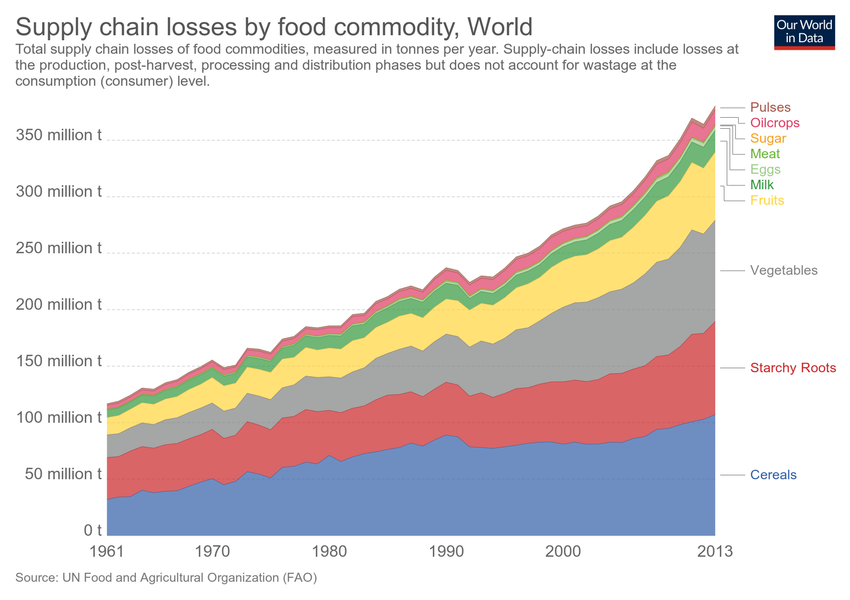 Supply chain losses by food commodity, World
Our World
in Data
Total supply chain losses of food commodities, measured in tonnes per year. Supply-chain losses include losses at
the production, post-harvest, processing and distribution phases but does not account for wastage at the
consumption (consumer) level.
350 million t
300 million t
250 million t
200 million t
150 million t
100 million t
50 million t
0 t
Pulses
Oilcrops
Sugar
Meat
Eggs
Milk
Fruits
Vegetables
Starchy Roots
Cereals
1961
1970
1980
1990
2000
2013
Source: UN Food and Agricultural Organization (FAO)